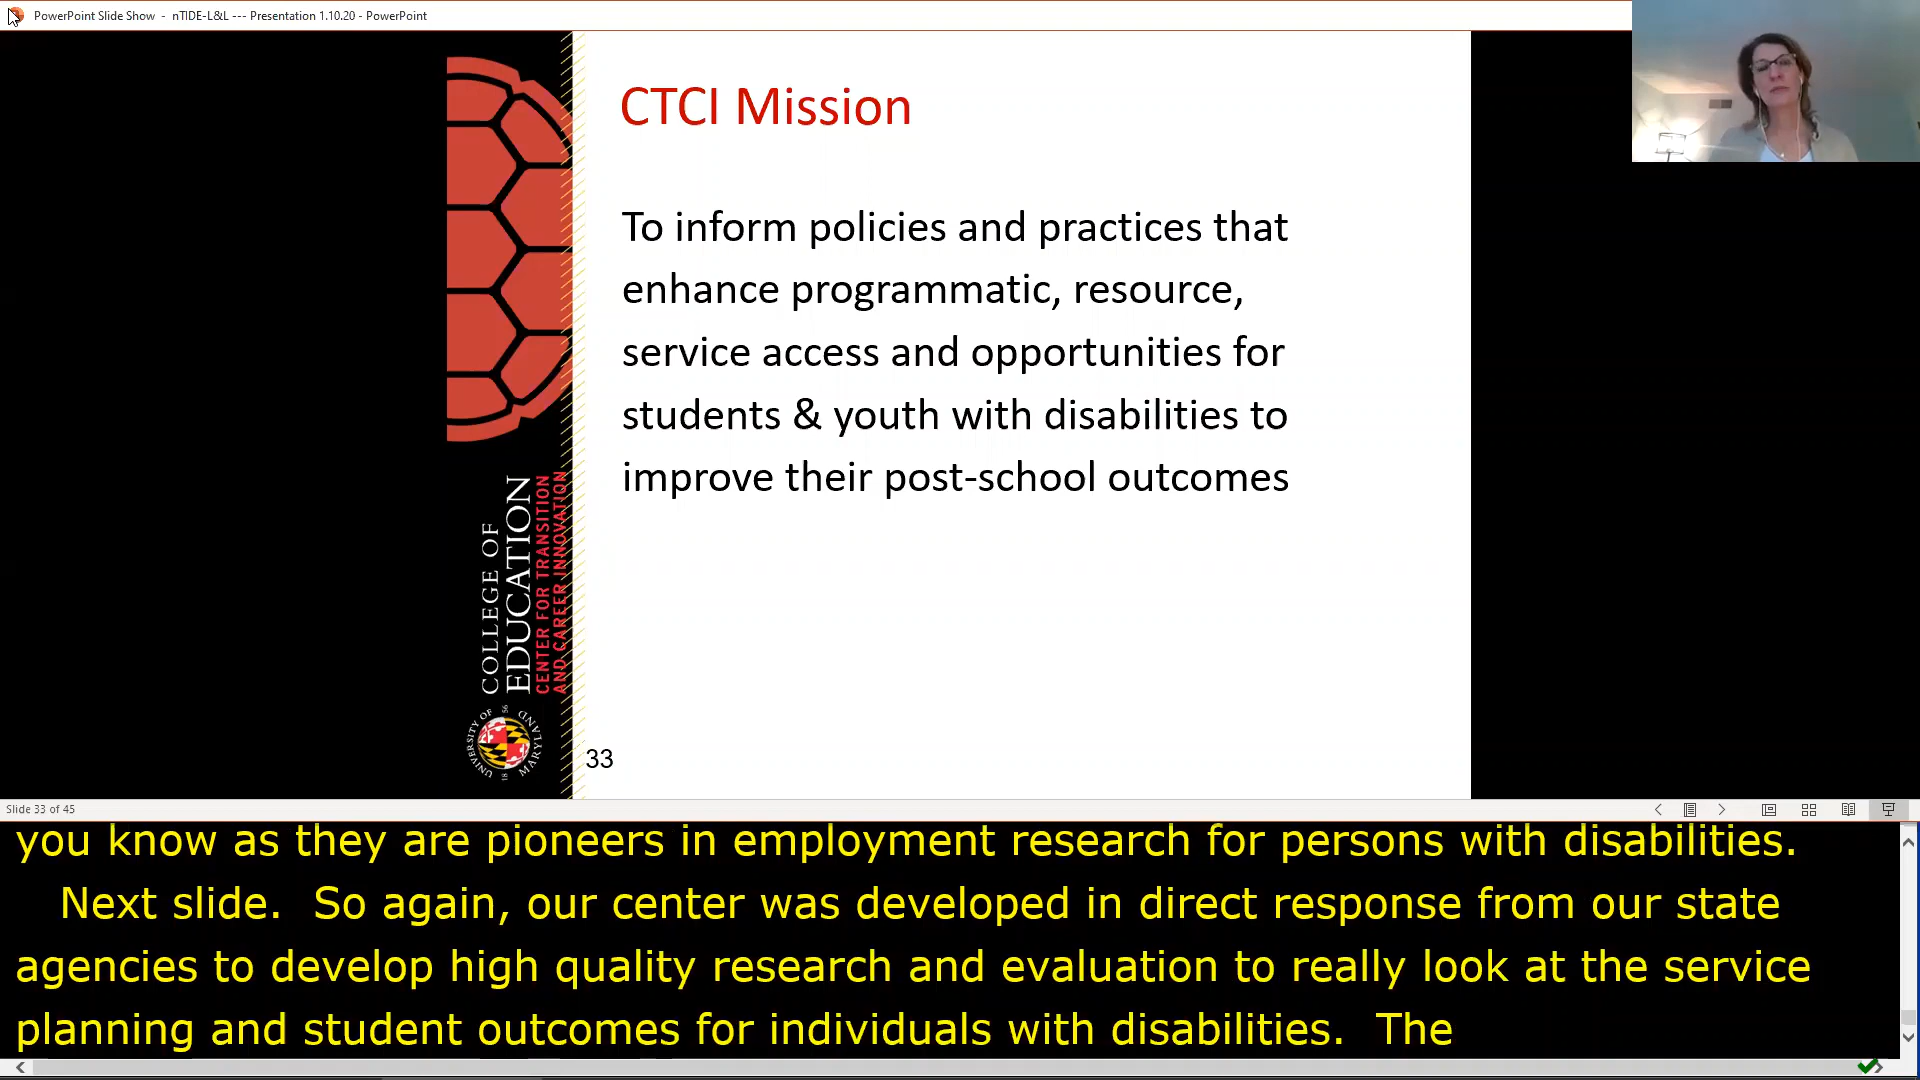 PowerPoint Slide Show - nTIDE-L&L --- Presentation 1.10.20 - PowerPoint
CTCI Mission
To inform policies and practices that
enhance programmatic, resource,
service access and opportunities for
students & youth with disabilities to
improve their post-school outcomes
COLLEGE OF
EDUCATION
CENTER FOR TRANSITION
AND CAREER INNOVATION
UNIVERSITY OF
MARYLAND
18 56
33
Slide 33 of 45
you know as they are pioneers in employment research for persons with disabilities.
Next slide. So again, our center was developed in direct response from our state
agencies to develop high quality research and evaluation to really look at the service
planning and student outcomes for individuals with disabilities. The